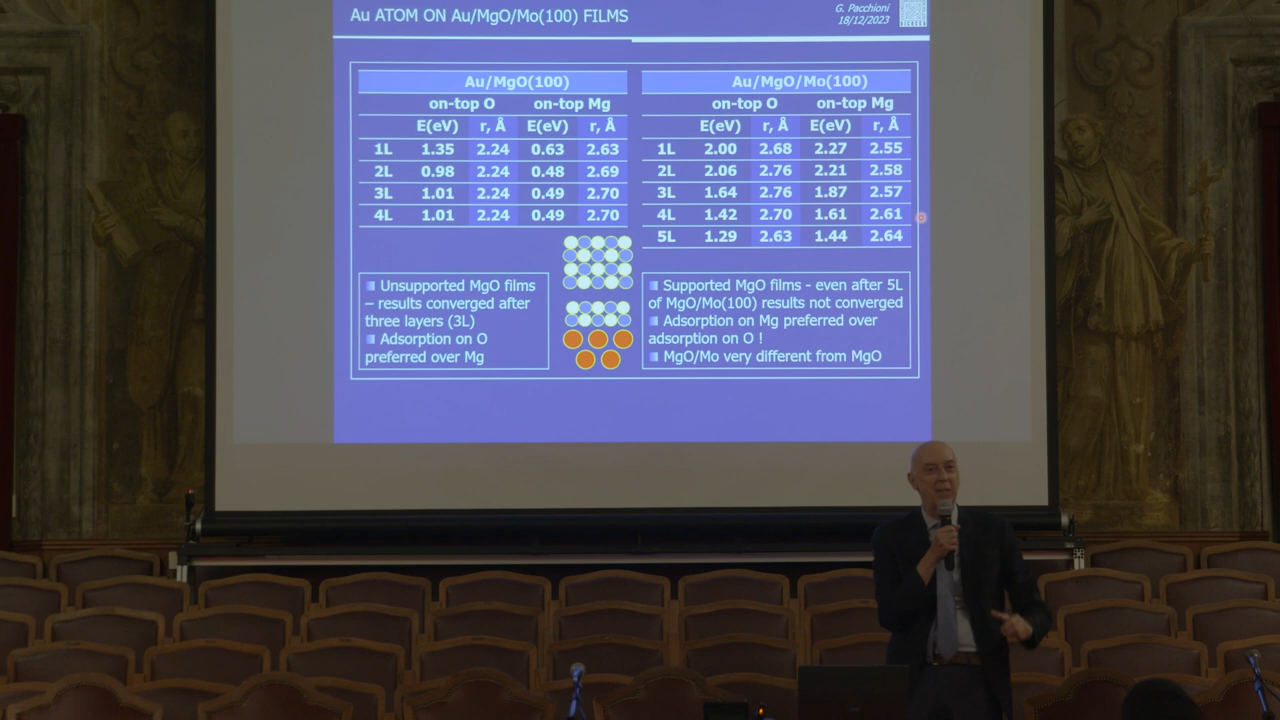 Au ATOM ON Au/MgO/Mo(100) FILMS
G. Pacchioni
18/12/2023
Au/MgO(100)
on-top O on-top Mg
E(eV) r, Å E(eV) r, Å
1L 1.35 2.24 0.63 2.63
2L 0.98 2.24 0.48 2.69
3L 1.01 2.24 0.49 2.70
4L 1.01 2.24 0.49 2.70
Au/MgO/Mo(100)
on-top O on-top Mg
E(eV) r, Å E(eV) r, Å
1L 2.00 2.68 2.27 2.55
2L 2.06 2.76 2.21 2.58
3L 1.64 2.76 1.87 2.57
4L 1.42 2.70 1.61 2.61
5L 1.29 2.63 1.44 2.64
Unsupported MgO films
– results converged after
three layers (3L)
Adsorption on O
preferred over Mg
Supported MgO films - even after 5L
of MgO/Mo(100) results not converged
Adsorption on Mg preferred over
adsorption on O !
MgO/Mo very different from MgO